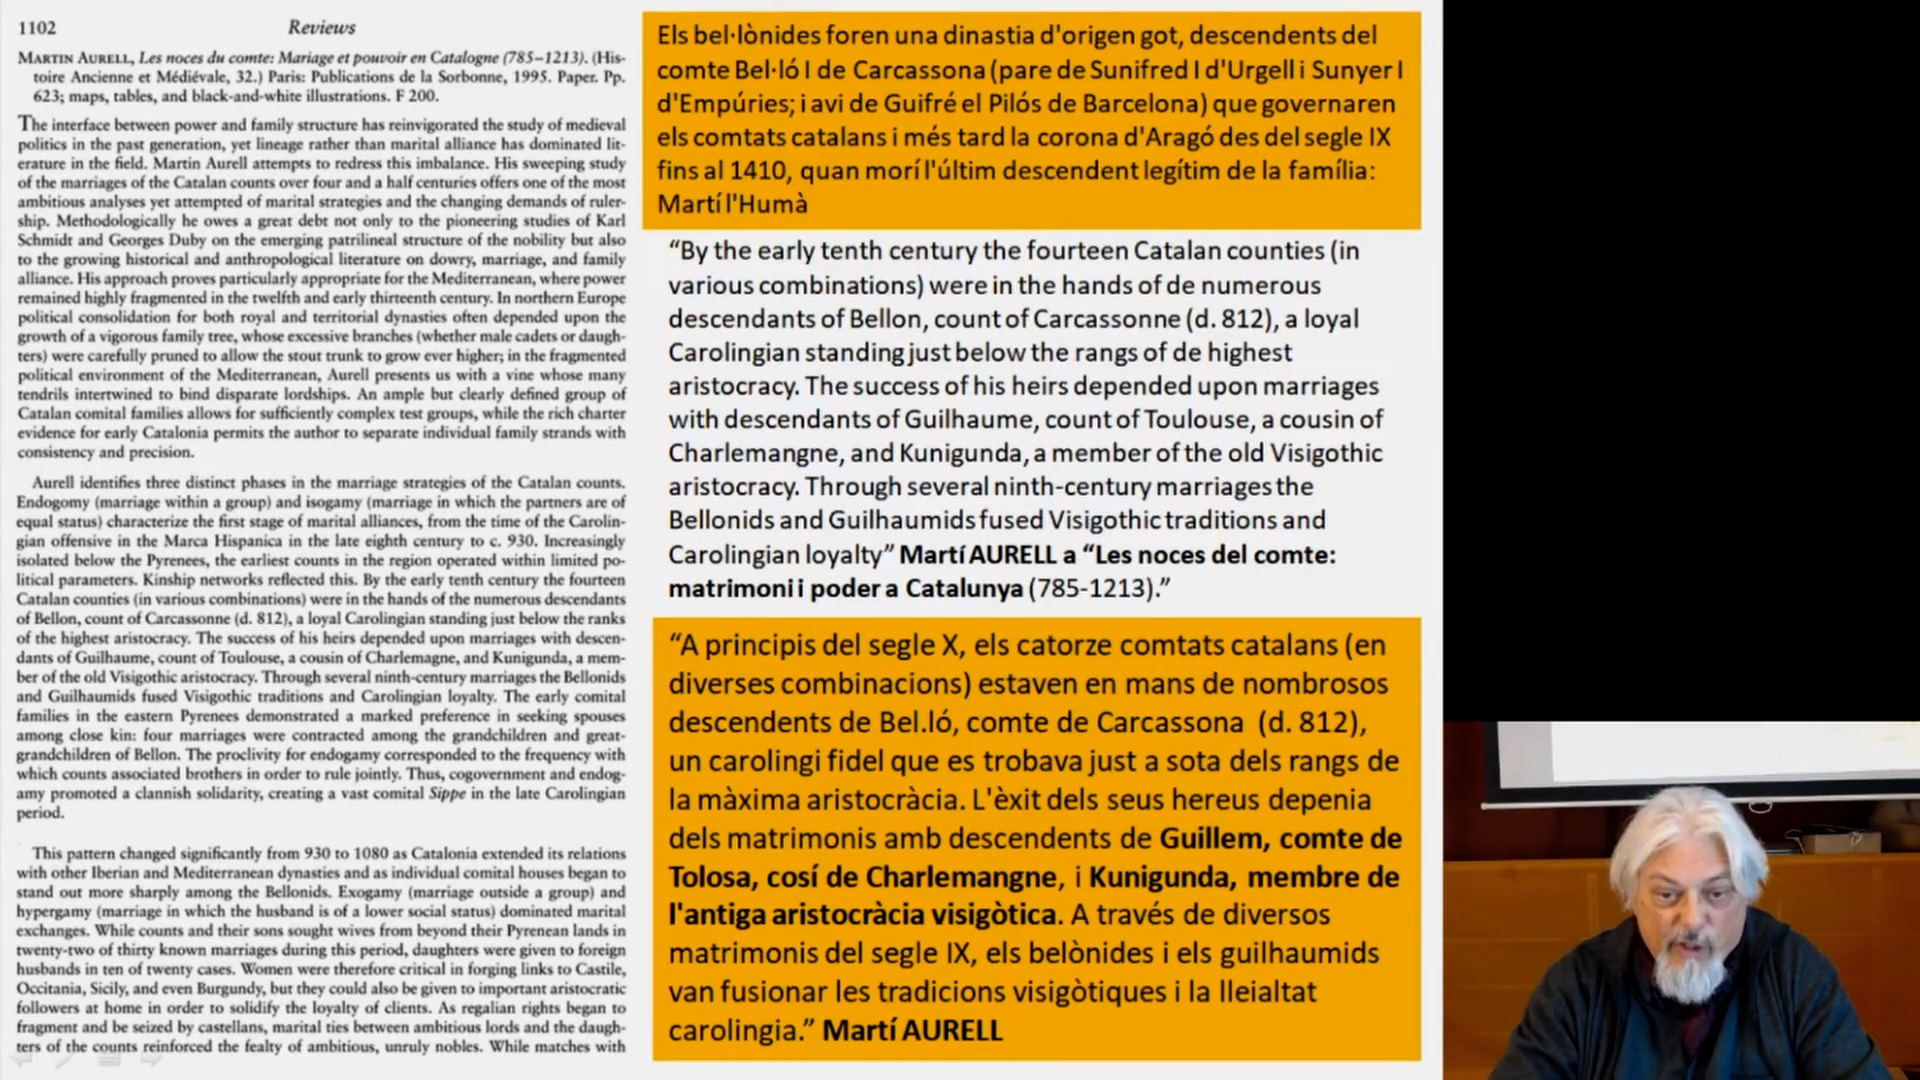 1102
Reviews
MARTIN AURELL, Les noces du comte: Mariage et pouvoir en Catalogne (785–1213). (His-
toire Ancienne et Médiévale, 32.) Paris: Publications de la Sorbonne, 1995. Paper. Pp.
623; maps, tables, and black-and-white illustrations. F 200.
The interface between power and family structure has reinvigorated the study of medieval
politics in the past generation, yet lineage rather than marital alliance has dominated lit-
erature in the field. Martin Aurell attempts to redress this imbalance. His sweeping study
of the marriages of the Catalan counts over four and a half centuries offers one of the most
ambitious analyses yet attempted of marital strategies and the changing demands of ruler-
ship. Methodologically he owes a great debt not only to the pioneering studies of Karl
Schmidt and Georges Duby on the emerging patrilineal structure of the nobility but also
to the growing historical and anthropological literature on dowry, marriage, and family
alliance. His approach proves particularly appropriate for the Mediterranean, where power
remained highly fragmented in the twelfth and early thirteenth century. In northern Europe
political consolidation for both royal and territorial dynasties often depended upon the
growth of a vigorous family tree, whose excessive branches (whether male cadets or daugh-
ters) were carefully pruned to allow the stout trunk to grow ever higher; in the fragmented
political environment of the Mediterranean, Aurell presents us with a vine whose many
tendrils intertwined to bind disparate lordships. An ample but clearly defined group of
Catalan comital families allows for sufficiently complex test groups, while the rich charter
evidence for early Catalonia permits the author to separate individual family strands with
consistency and precision.
Aurell identifies three distinct phases in the marriage strategies of the Catalan counts.
Endogomy (marriage within a group) and isogamy (marriage in which the partners are of
equal status) characterize the first stage of marital alliances, from the time of the Carolin-
gian offensive in the Marca Hispanica in the late eighth century to c. 930. Increasingly
isolated below the Pyrenees, the earliest counts in the region operated within limited po-
litical parameters. Kinship networks reflected this. By the early tenth century the fourteen
Catalan counties (in various combinations) were in the hands of the numerous descendants
of Bellon, count of Carcassonne (d. 812), a loyal Carolingian standing just below the ranks
of the highest aristocracy. The success of his heirs depended upon marriages with descen-
dants of Guilhaume, count of Toulouse, a cousin of Charlemagne, and Kunigunda, a mem-
ber of the old Visigothic aristocracy. Through several ninth-century marriages the Bellonids
and Guilhaumids fused Visigothic traditions and Carolingian loyalty. The early comital
families in the eastern Pyrenees demonstrated a marked preference in seeking spouses
among close kin: four marriages were contracted among the grandchildren and great-
grandchildren of Bellon. The proclivity for endogamy corresponded to the frequency with
which counts associated brothers in order to rule jointly. Thus, cogovernment and endog-
amy promoted a clannish solidarity, creating a vast comital Sippe in the late Carolingian
period.
This pattern changed significantly from 930 to 1080 as Catalonia extended its relations
with other Iberian and Mediterranean dynasties and as individual comital houses began to
stand out more sharply among the Bellonids. Exogamy (marriage outside a group) and
hypergamy (marriage in which the husband is of a lower social status) dominated marital
exchanges. While counts and their sons sought wives from beyond their Pyrenean lands in
twenty-two of thirty known marriages during this period, daughters were given to foreign
husbands in ten of twenty cases. Women were therefore critical in forging links to Castile,
Occitania, Sicily, and even Burgundy, but they could also be given to important aristocratic
followers at home in order to solidify the loyalty of clients. As regalian rights began to
fragment and be seized by castellans, marital ties between ambitious lords and the daugh-
ters of the counts reinforced the fealty of ambitious, unruly nobles. While matches with
Els bel·lònides foren una dinastia d'origen got, descendents del
comte Bel·ló I de Carcassona (pare de Sunifred I d'Urgell i Sunyer I
d'Empúries; i avi de Guifré el Pilós de Barcelona) que governaren
els comtats catalans i més tard la corona d'Aragó des del segle IX
fins al 1410, quan morí l'últim descendent legítim de la família:
Martí l'Humà
“By the early tenth century the fourteen Catalan counties (in
various combinations) were in the hands of de numerous
descendants of Bellon, count of Carcassonne (d. 812), a loyal
Carolingian standing just below the rangs of de highest
aristocracy. The success of his heirs depended upon marriages
with descendants of Guilhaume, count of Toulouse, a cousin of
Charlemangne, and Kunigunda, a member of the old Visigothic
aristocracy. Through several ninth-century marriages the
Bellonids and Guilhaumids fused Visigothic traditions and
Carolingian loyalty” Martí AURELL a “Les noces del comte:
matrimoni i poder a Catalunya (785-1213).”
“A principis del segle X, els catorze comtats catalans (en
diverses combinacions) estaven en mans de nombrosos
descendents de Bel.ló, comte de Carcassona (d. 812),
un carolingi fidel que es trobava just a sota dels rangs de
la màxima aristocràcia. L'èxit dels seus hereus depenia
dels matrimonis amb descendents de Guillem, comte de
Tolosa, cosí de Charlemangne, i Kunigunda, membre de
l'antiga aristocràcia visigòtica. A través de diversos
matrimonis del segle IX, els belònides i els guilhaumids
van fusionar les tradicions visigòtiques i la lleialtat
carolingia.” Martí AURELL